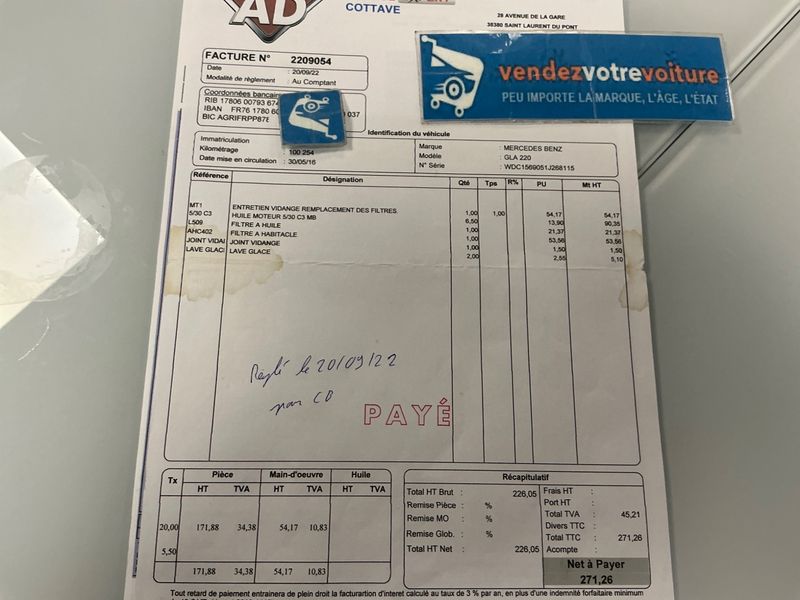 AD
EXPERT
COTTAVE
29 AVENUE DE LA GARE
38380 SAINT LAURENT DU PONT
vendezvotrevoiture
PEU IMPORTE LA MARQUE, L'ÂGE, L'ÉTAT
FACTURE N° 2209054
Date : 20/09/22
Modalité de règlement : Au Comptant
Coordonnées bancaires
RIB 17806 00793 674
IBAN FR76 1780 60 037
BIC AGRIFRPP878
Identification du véhicule
Immatriculation :
Kilométrage : 100 254
Date mise en circulation : 30/05/16
Marque : MERCEDES BENZ
Modèle : GLA 220
N° Série : WDC1569051J268115
Référence Désignation Qté Tps R% PU Mt HT
MT1 ENTRETIEN VIDANGE REMPLACEMENT DES FILTRES 1,00 1,00 54,17 54,17
5/30 C3 HUILE MOTEUR 5/30 C3 MB 6,50 13,90 90,35
L509 FILTRE A HUILE 1,00 21,37 21,37
AHC402 FILTRE A HABITACLE 1,00 53,56 53,56
JOINT VIDAI JOINT VIDANGE 1,00 1,50 1,50
LAVE GLACI LAVE GLACE 2,00 2,55 5,10
Réglé le 20/09/22
par CB
PAYÉ
Tx Pièce Main-d'oeuvre Huile
HT TVA HT TVA HT TVA
20,00 171,88 34,38 54,17 10,83
5,50
171,88 34,38 54,17 10,83
Récapitulatif
Total HT Brut : 226,05 Frais HT :
Remise Pièce : % Port HT :
Remise MO : % Total TVA : 45,21
Remise Glob. : % Divers TTC :
Total HT Net : 226,05 Total TTC : 271,26
Acompte :
Net à Payer
271,26
Tout retard de paiement entrainera de plein droit la facturartion d'interet calculé au taux de 3 % par an, en plus d'une indemnité forfaitaire minimum